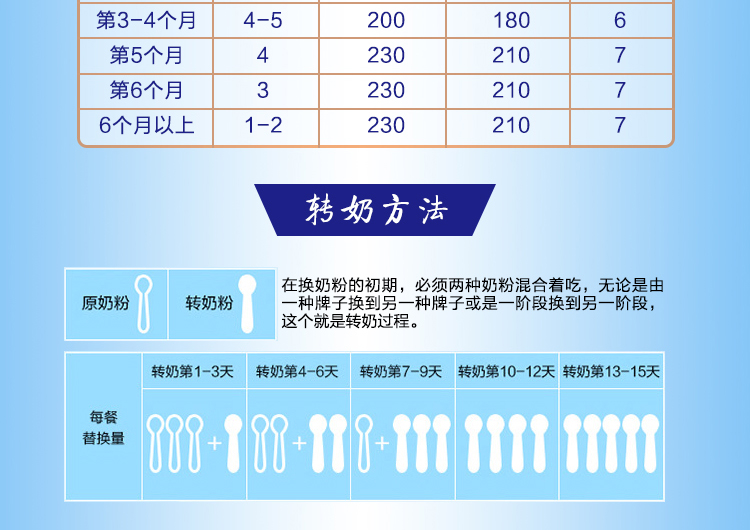 第3-4个月 4-5 200 180 6
第5个月 4 230 210 7
第6个月 3 230 210 7
6个月以上 1-2 230 210 7
转奶方法
原奶粉 转奶粉
在换奶粉的初期，必须两种奶粉混合着吃，无论是由
一种牌子换到另一种牌子或是一阶段换到另一阶段，
这个就是转奶过程。
转奶第1-3天 转奶第4-6天 转奶第7-9天 转奶第10-12天 转奶第13-15天
每餐
替换量
+ + +